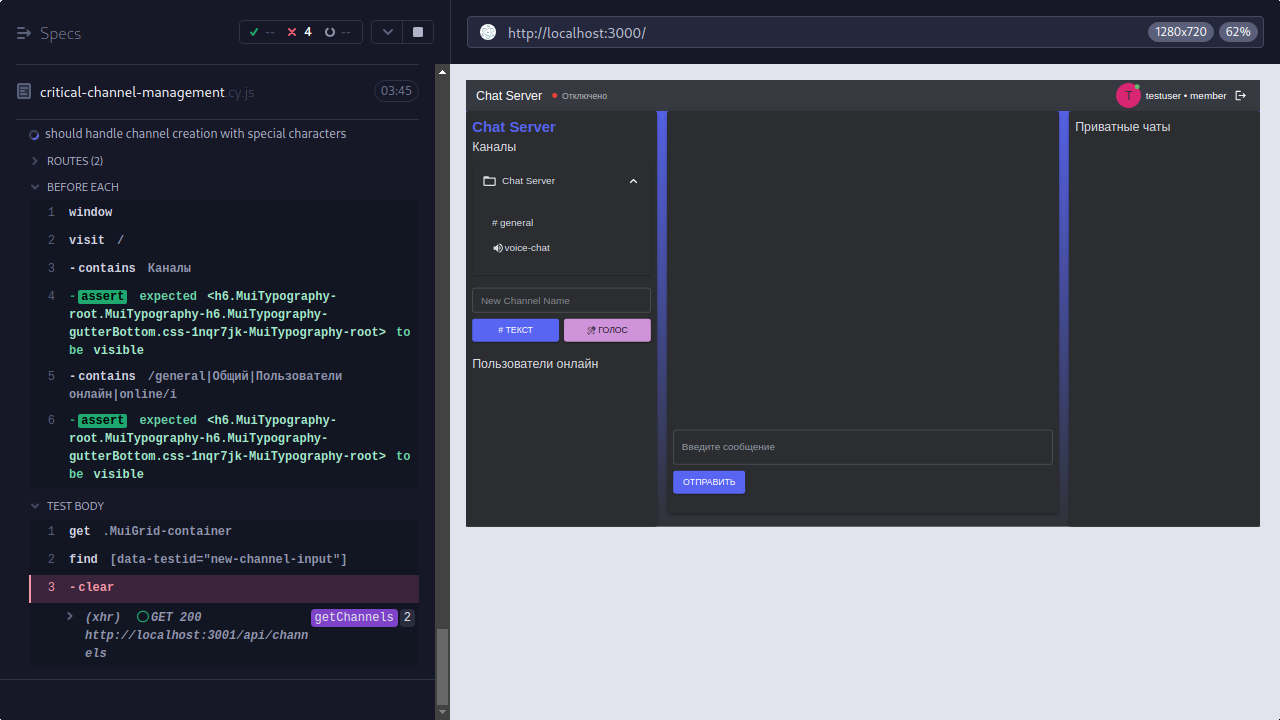 Specs
-- 4 --
critical-channel-management.cy.js 03:45
should handle channel creation with special characters
ROUTES (2)
BEFORE EACH
1 window
2 visit /
3 -contains Каналы
4 -assert expected <h6.MuiTypography-
root.MuiTypography-h6.MuiTypography-
gutterBottom.css-1nqr7jk-MuiTypography-root> to
be visible
5 -contains /general|Общий|Пользователи
онлайн|online/i
6 -assert expected <h6.MuiTypography-
root.MuiTypography-h6.MuiTypography-
gutterBottom.css-1nqr7jk-MuiTypography-root> to
be visible
TEST BODY
1 get .MuiGrid-container
2 find [data-testid="new-channel-input"]
3 -clear
(xhr) GET 200 getChannels 2
http://localhost:3001/api/chann
els
http://localhost:3000/ 1280x720 62%
Chat Server Отключено T testuser • member
Chat Server
Каналы
Chat Server
# general
voice-chat
New Channel Name
# ТЕКСТ ГОЛОС
Пользователи онлайн
Введите сообщение
ОТПРАВИТЬ
Приватные чаты